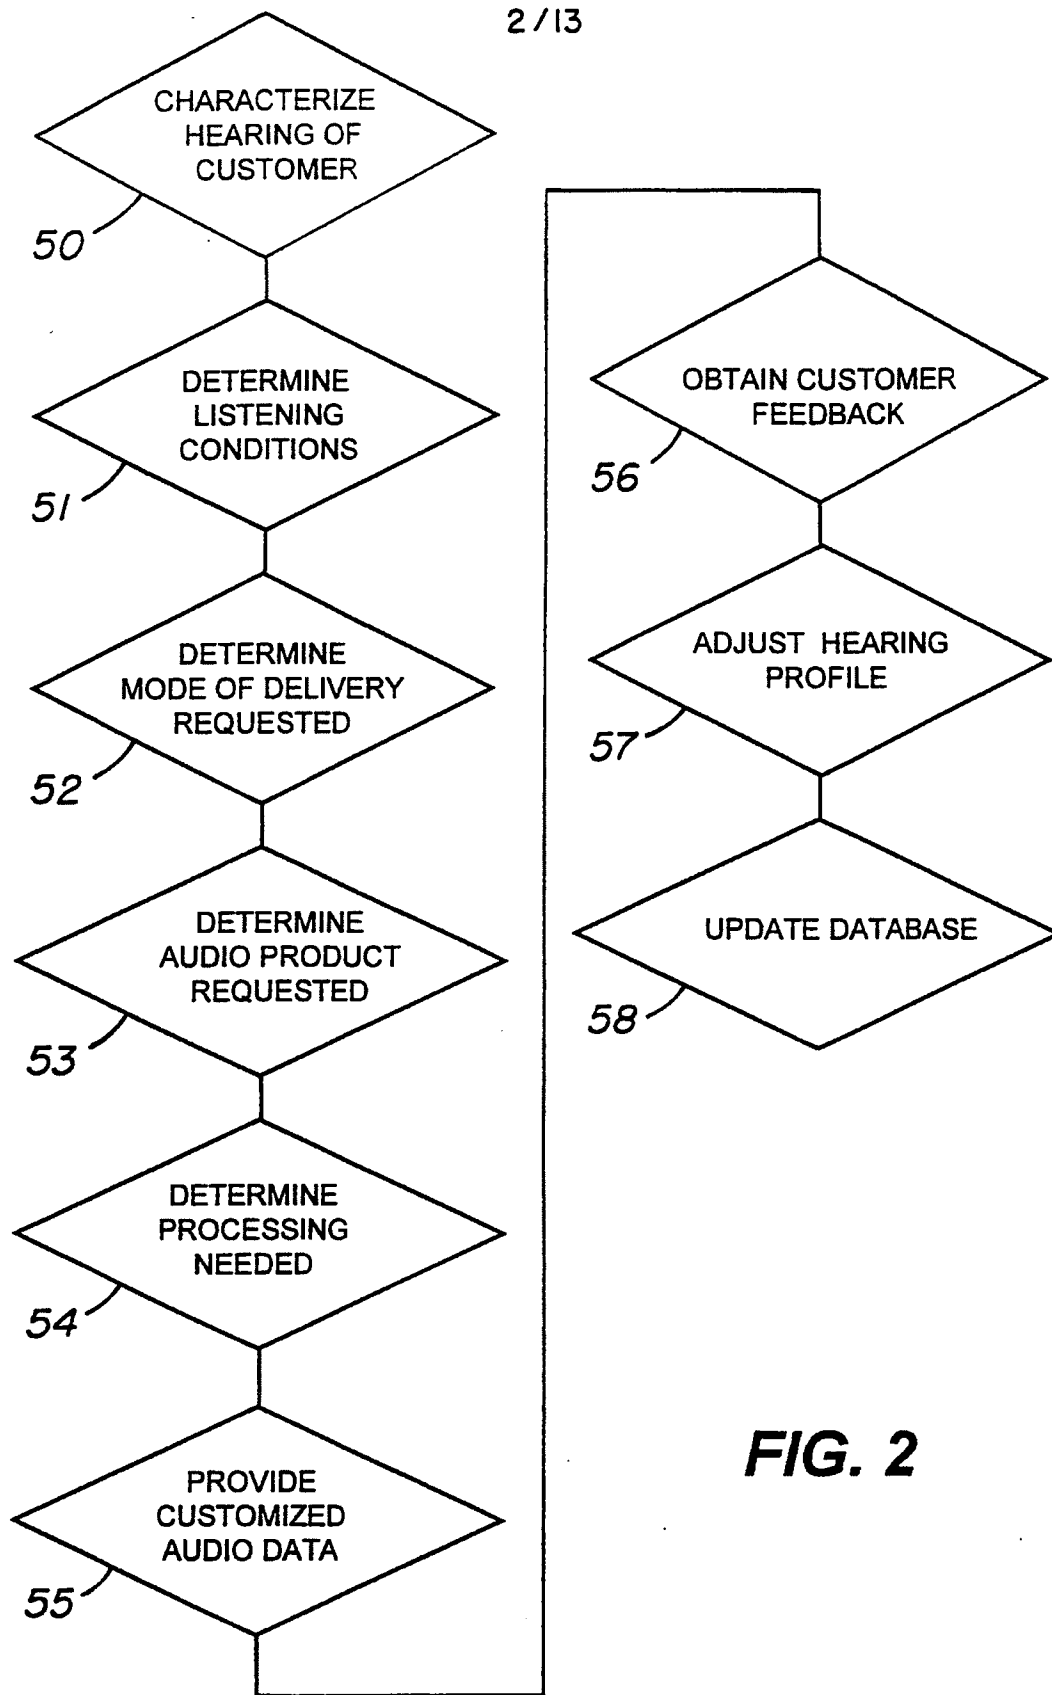 2/13
CHARACTERIZE
HEARING OF
CUSTOMER
50
DETERMINE
LISTENING
CONDITIONS
51
DETERMINE
MODE OF DELIVERY
REQUESTED
52
DETERMINE
AUDIO PRODUCT
REQUESTED
53
DETERMINE
PROCESSING
NEEDED
54
PROVIDE
CUSTOMIZED
AUDIO DATA
55
OBTAIN CUSTOMER
FEEDBACK
56
ADJUST HEARING
PROFILE
57
UPDATE DATABASE
58
FIG. 2